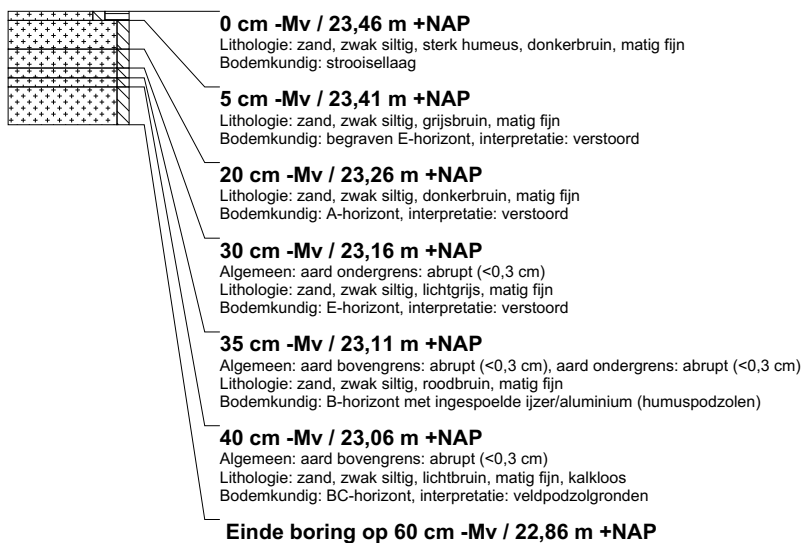 0 cm -Mv / 23,46 m +NAP
Lithologie: zand, zwak siltig, sterk humeus, donkerbruin, matig fijn
Bodemkundig: strooisellaag
5 cm -Mv / 23,41 m +NAP
Lithologie: zand, zwak siltig, grijsbruin, matig fijn
Bodemkundig: begraven E-horizont, interpretatie: verstoord
20 cm -Mv / 23,26 m +NAP
Lithologie: zand, zwak siltig, donkerbruin, matig fijn
Bodemkundig: A-horizont, interpretatie: verstoord
30 cm -Mv / 23,16 m +NAP
Algemeen: aard ondergrens: abrupt (<0,3 cm)
Lithologie: zand, zwak siltig, lichtgrijs, matig fijn
Bodemkundig: E-horizont, interpretatie: verstoord
35 cm -Mv / 23,11 m +NAP
Algemeen: aard bovengrens: abrupt (<0,3 cm), aard ondergrens: abrupt (<0,3 cm)
Lithologie: zand, zwak siltig, roodbruin, matig fijn
Bodemkundig: B-horizont met ingespoelde ijzer/aluminium (humuspodzolen)
40 cm -Mv / 23,06 m +NAP
Algemeen: aard bovengrens: abrupt (<0,3 cm)
Lithologie: zand, zwak siltig, lichtbruin, matig fijn, kalkloos
Bodemkundig: BC-horizont, interpretatie: veldpodzolgronden
Einde boring op 60 cm -Mv / 22,86 m +NAP